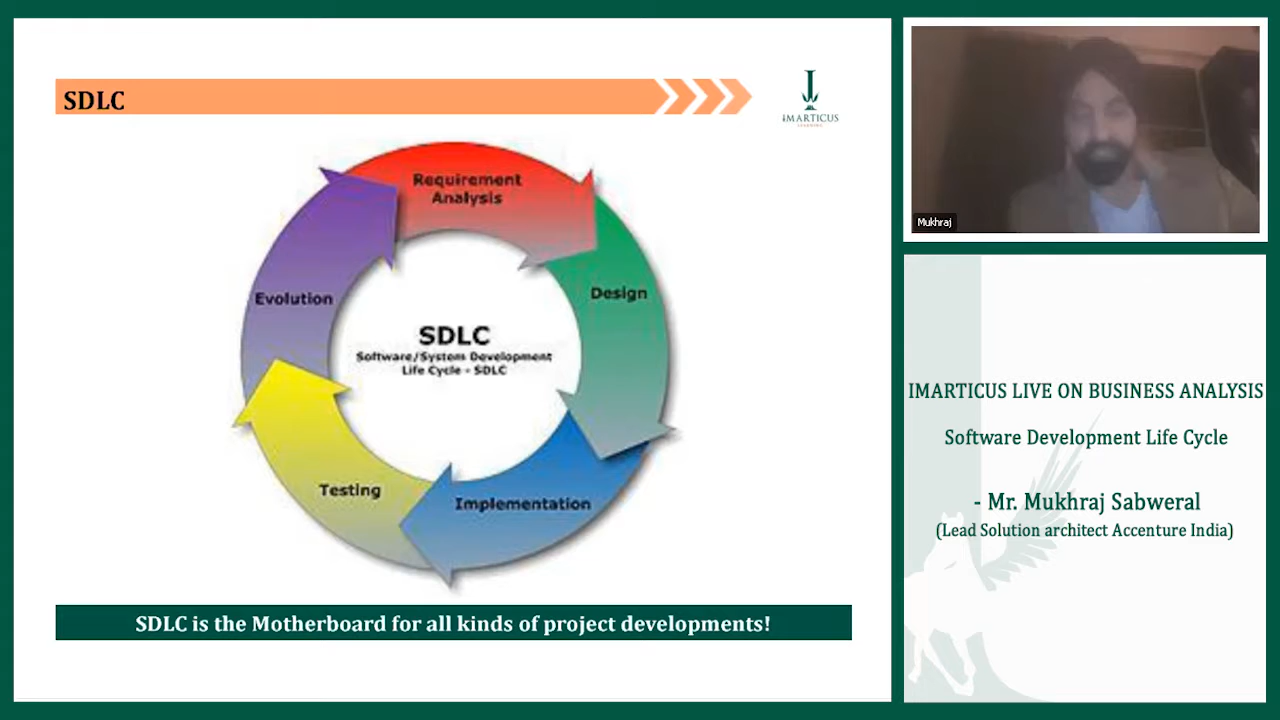 SDLC
iMARTICUS
LEARNING
Requirement
Analysis
Design
Implementation
Testing
Evolution
SDLC
Software/System Development
Life Cycle - SDLC
SDLC is the Motherboard for all kinds of project developments!
Mukhraj
IMARTICUS LIVE ON BUSINESS ANALYSIS
Software Development Life Cycle
- Mr. Mukhraj Sabweral
(Lead Solution architect Accenture India)